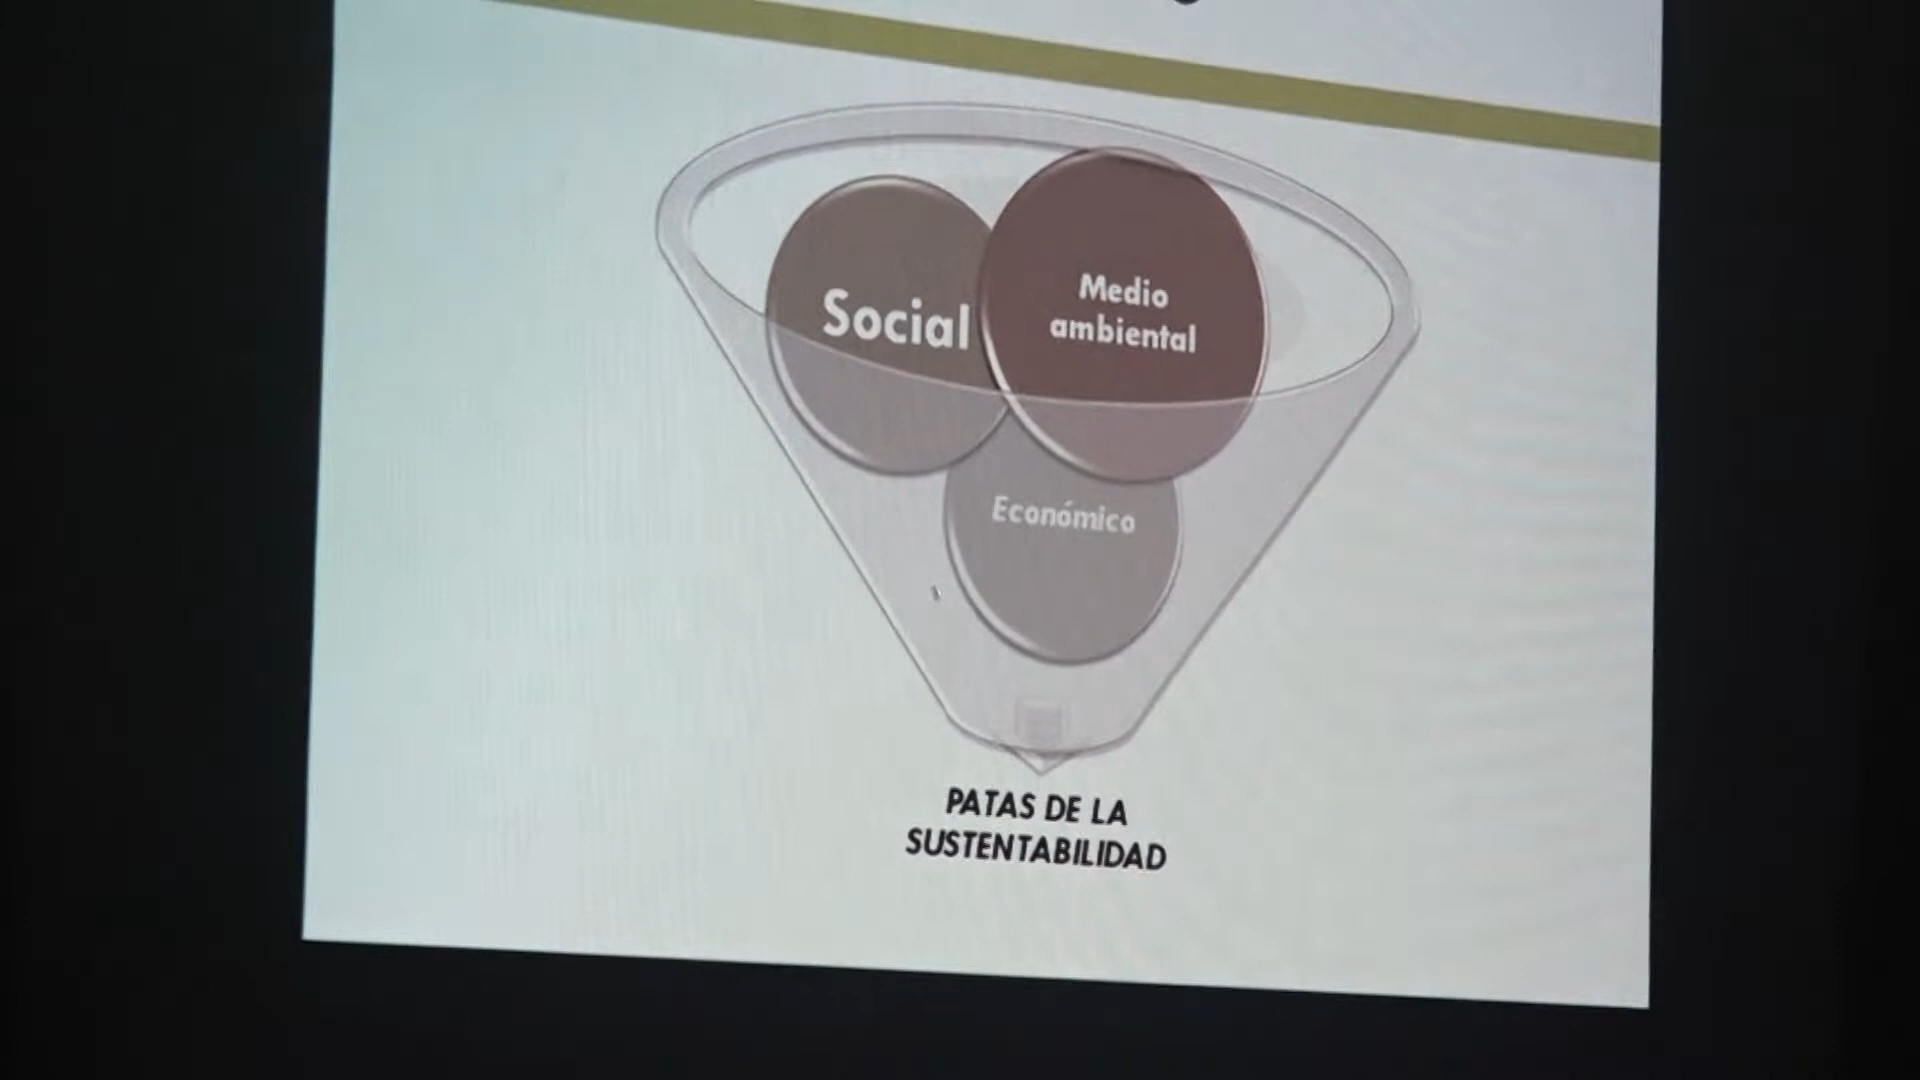 Social
Medio
ambiental
Económico
PATAS DE LA
SUSTENTABILIDAD